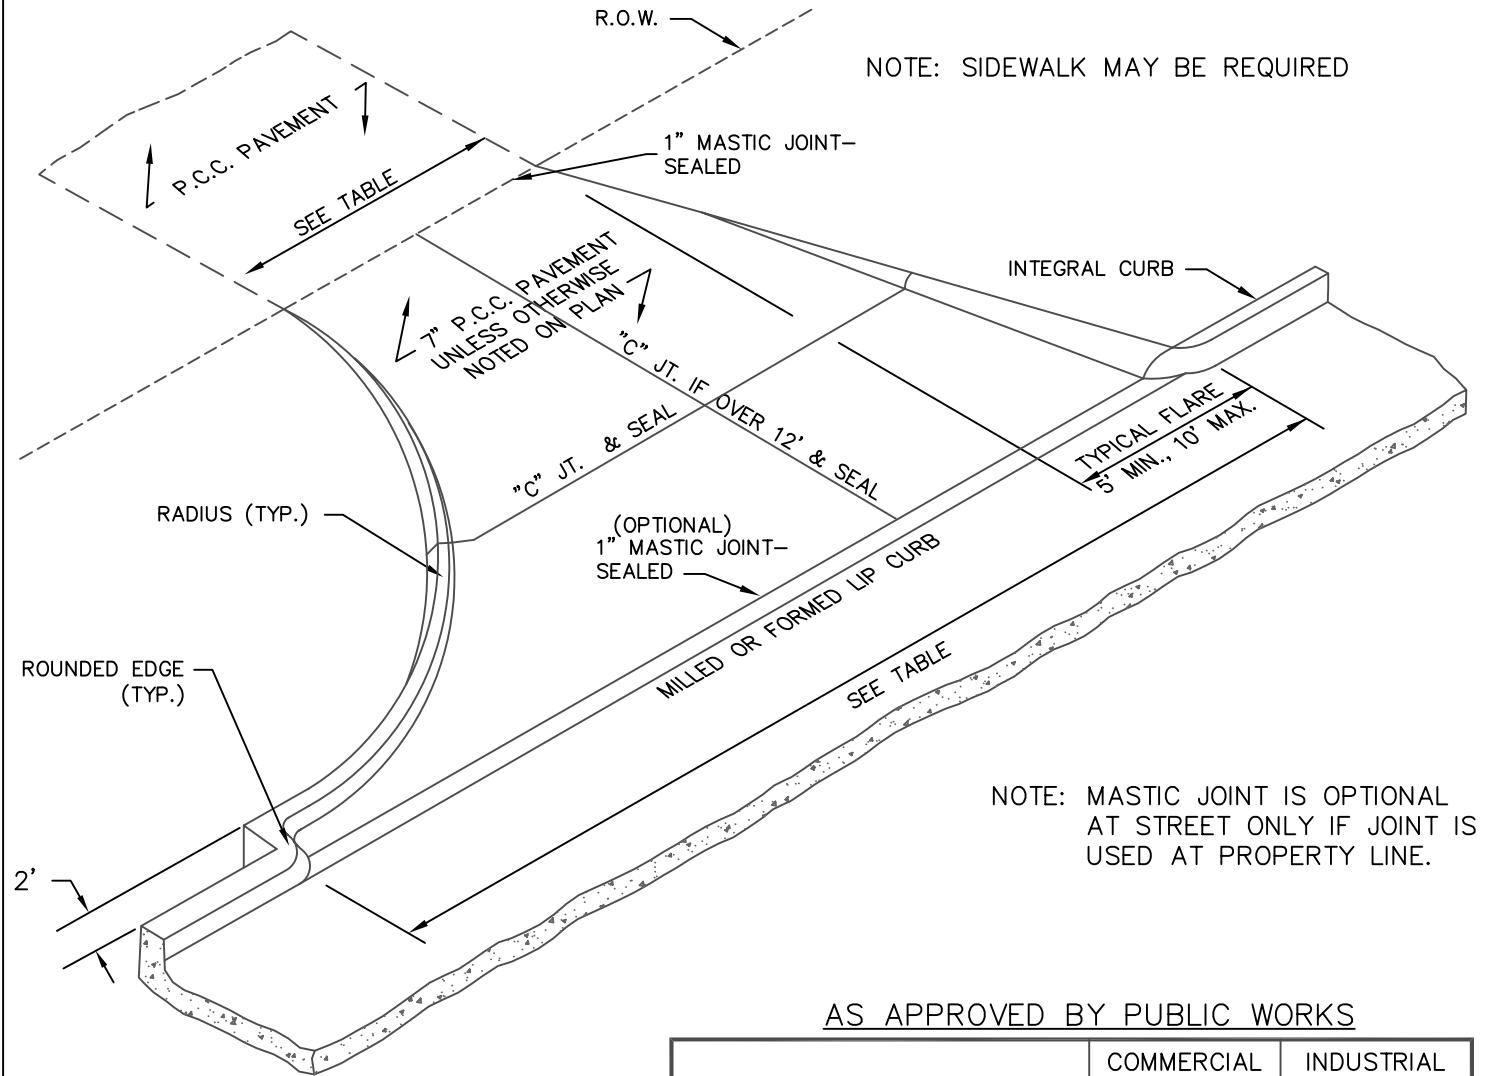 R.O.W.
NOTE: SIDEWALK MAY BE REQUIRED
P.C.C. PAVEMENT
1” MASTIC JOINT–
SEALED
SEE TABLE
INTEGRAL CURB
7” P.C.C. PAVEMENT
UNLESS OTHERWISE
NOTED ON PLAN
”C” JT. IF OVER 12’ & SEAL
”C” JT. & SEAL
TYPICAL FLARE
5’ MIN., 10’ MAX.
RADIUS (TYP.)
(OPTIONAL)
1” MASTIC JOINT–
SEALED
MILLED OR FORMED LIP CURB
SEE TABLE
ROUNDED EDGE
(TYP.)
NOTE: MASTIC JOINT IS OPTIONAL
AT STREET ONLY IF JOINT IS
USED AT PROPERTY LINE.
2’
AS APPROVED BY PUBLIC WORKS
COMMERCIAL INDUSTRIAL